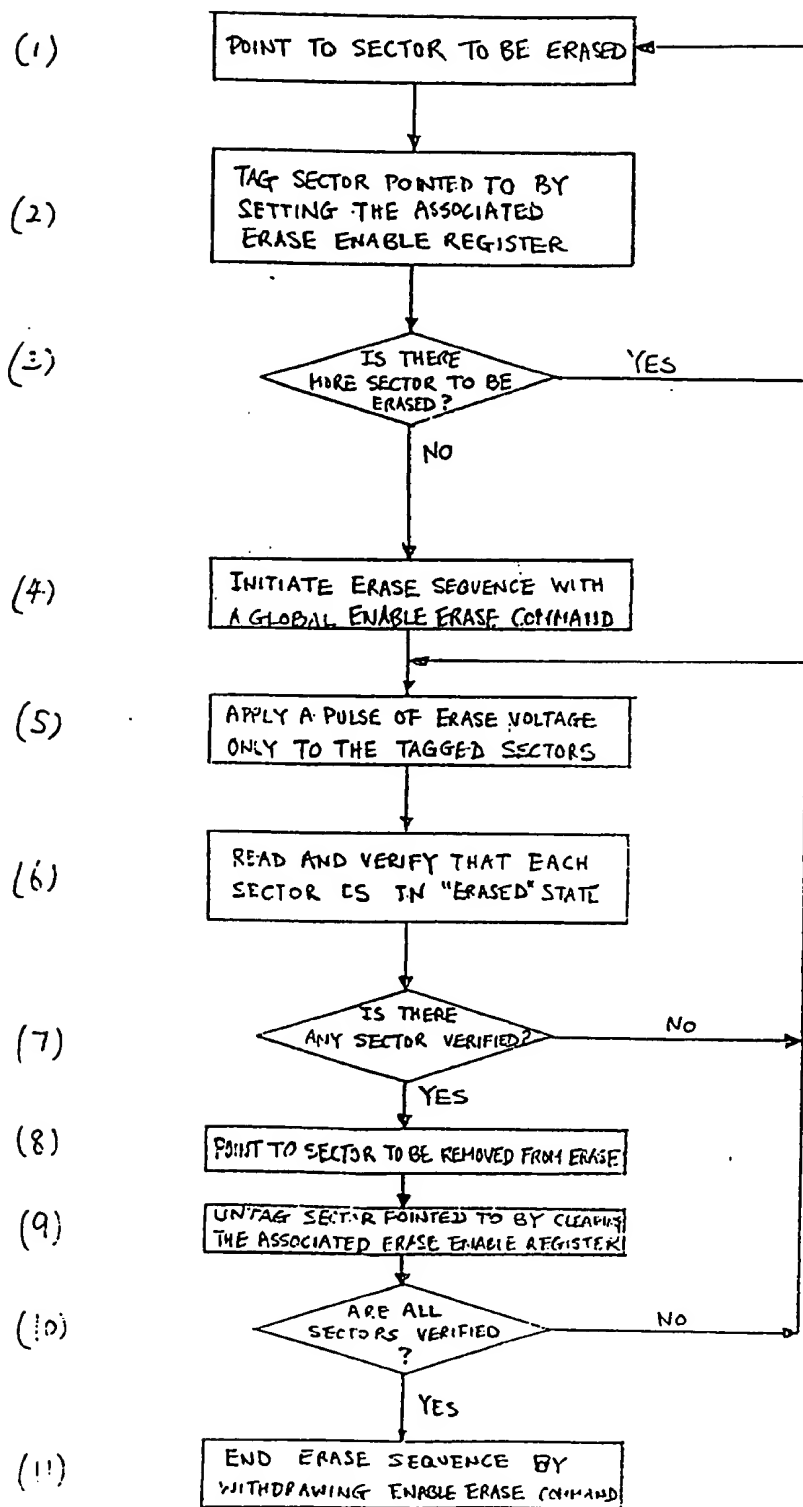 (1)
POINT TO SECTOR TO BE ERASED
(2)
TAG SECTOR POINTED TO BY
SETTING THE ASSOCIATED
ERASE ENABLE REGISTER
(3)
IS THERE
MORE SECTOR TO BE
ERASED?
YES
NO
(4)
INITIATE ERASE SEQUENCE WITH
A GLOBAL ENABLE ERASE COMMAND
(5)
APPLY A PULSE OF ERASE VOLTAGE
ONLY TO THE TAGGED SECTORS
(6)
READ AND VERIFY THAT EACH
SECTOR IS IN "ERASED" STATE
(7)
IS THERE
ANY SECTOR VERIFIED?
NO
YES
(8)
POINT TO SECTOR TO BE REMOVED FROM ERASE
(9)
UNTAG SECTOR POINTED TO BY CLEARING
THE ASSOCIATED ERASE ENABLE REGISTER
(10)
ARE ALL
SECTORS VERIFIED
?
NO
YES
(11)
END ERASE SEQUENCE BY
WITHDRAWING ENABLE ERASE COMMAND